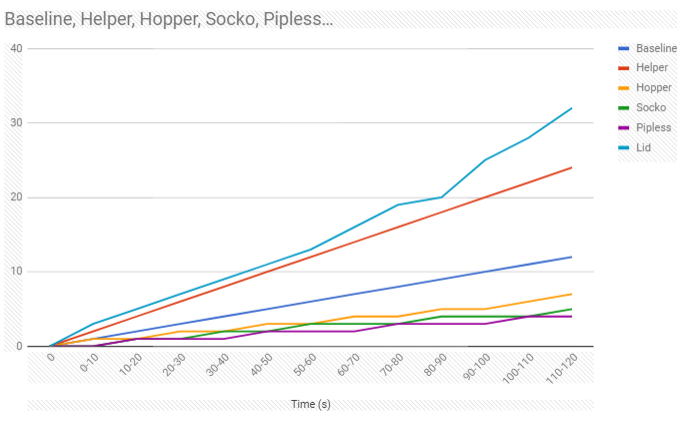 Baseline, Helper, Hopper, Socko, Pipless...
40
30
20
10
0
Baseline
Helper
Hopper
Socko
Pipless
Lid
0
0-10
10-20
20-30
30-40
40-50
50-60
60-70
70-80
80-90
90-100
100-110
110-120
Time (s)